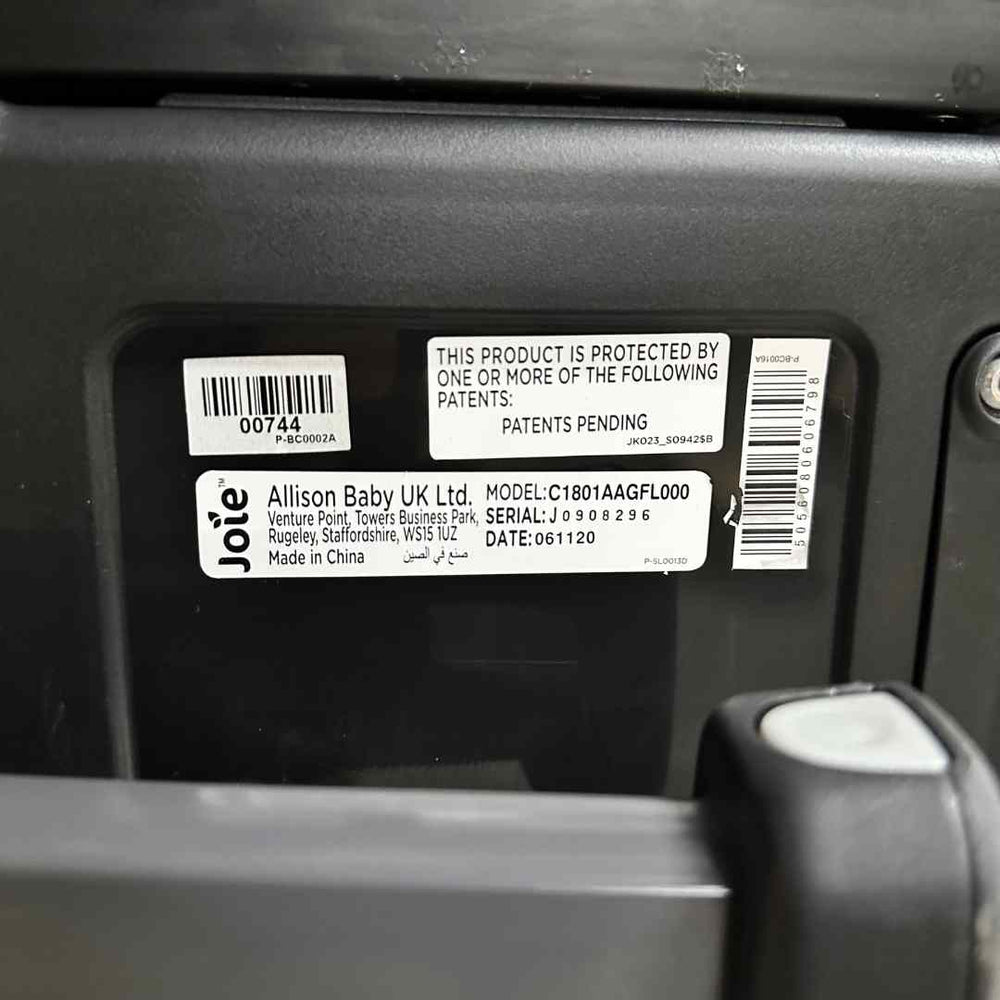 00744
P-BC0002A
THIS PRODUCT IS PROTECTED BY
ONE OR MORE OF THE FOLLOWING
PATENTS:
PATENTS PENDING
JK023_S0942$B
P-BC0016A
5056080606798
Joie™
Allison Baby UK Ltd.
Venture Point, Towers Business Park,
Rugeley, Staffordshire, WS15 1UZ
Made in China صنع في الصين
MODEL:C1801AAGFL000
SERIAL:J0908296
DATE:061120
P-SL0013D